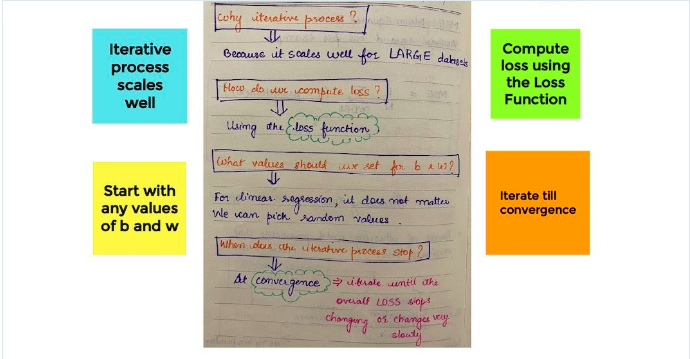 Iterative
process
scales
well
Start with
any values
of b and w
Why iterative process?
Because it scales well for LARGE datasets
How do we compute loss?
Using the loss function
What values should we set for b & w?
For linear regression, it does not matter
We can pick random values.
When does the iterative process stop?
At convergence ⇒ iterate until the
overall LOSS stops
changing or changes very
slowly
Compute
loss using
the Loss
Function
Iterate till
convergence